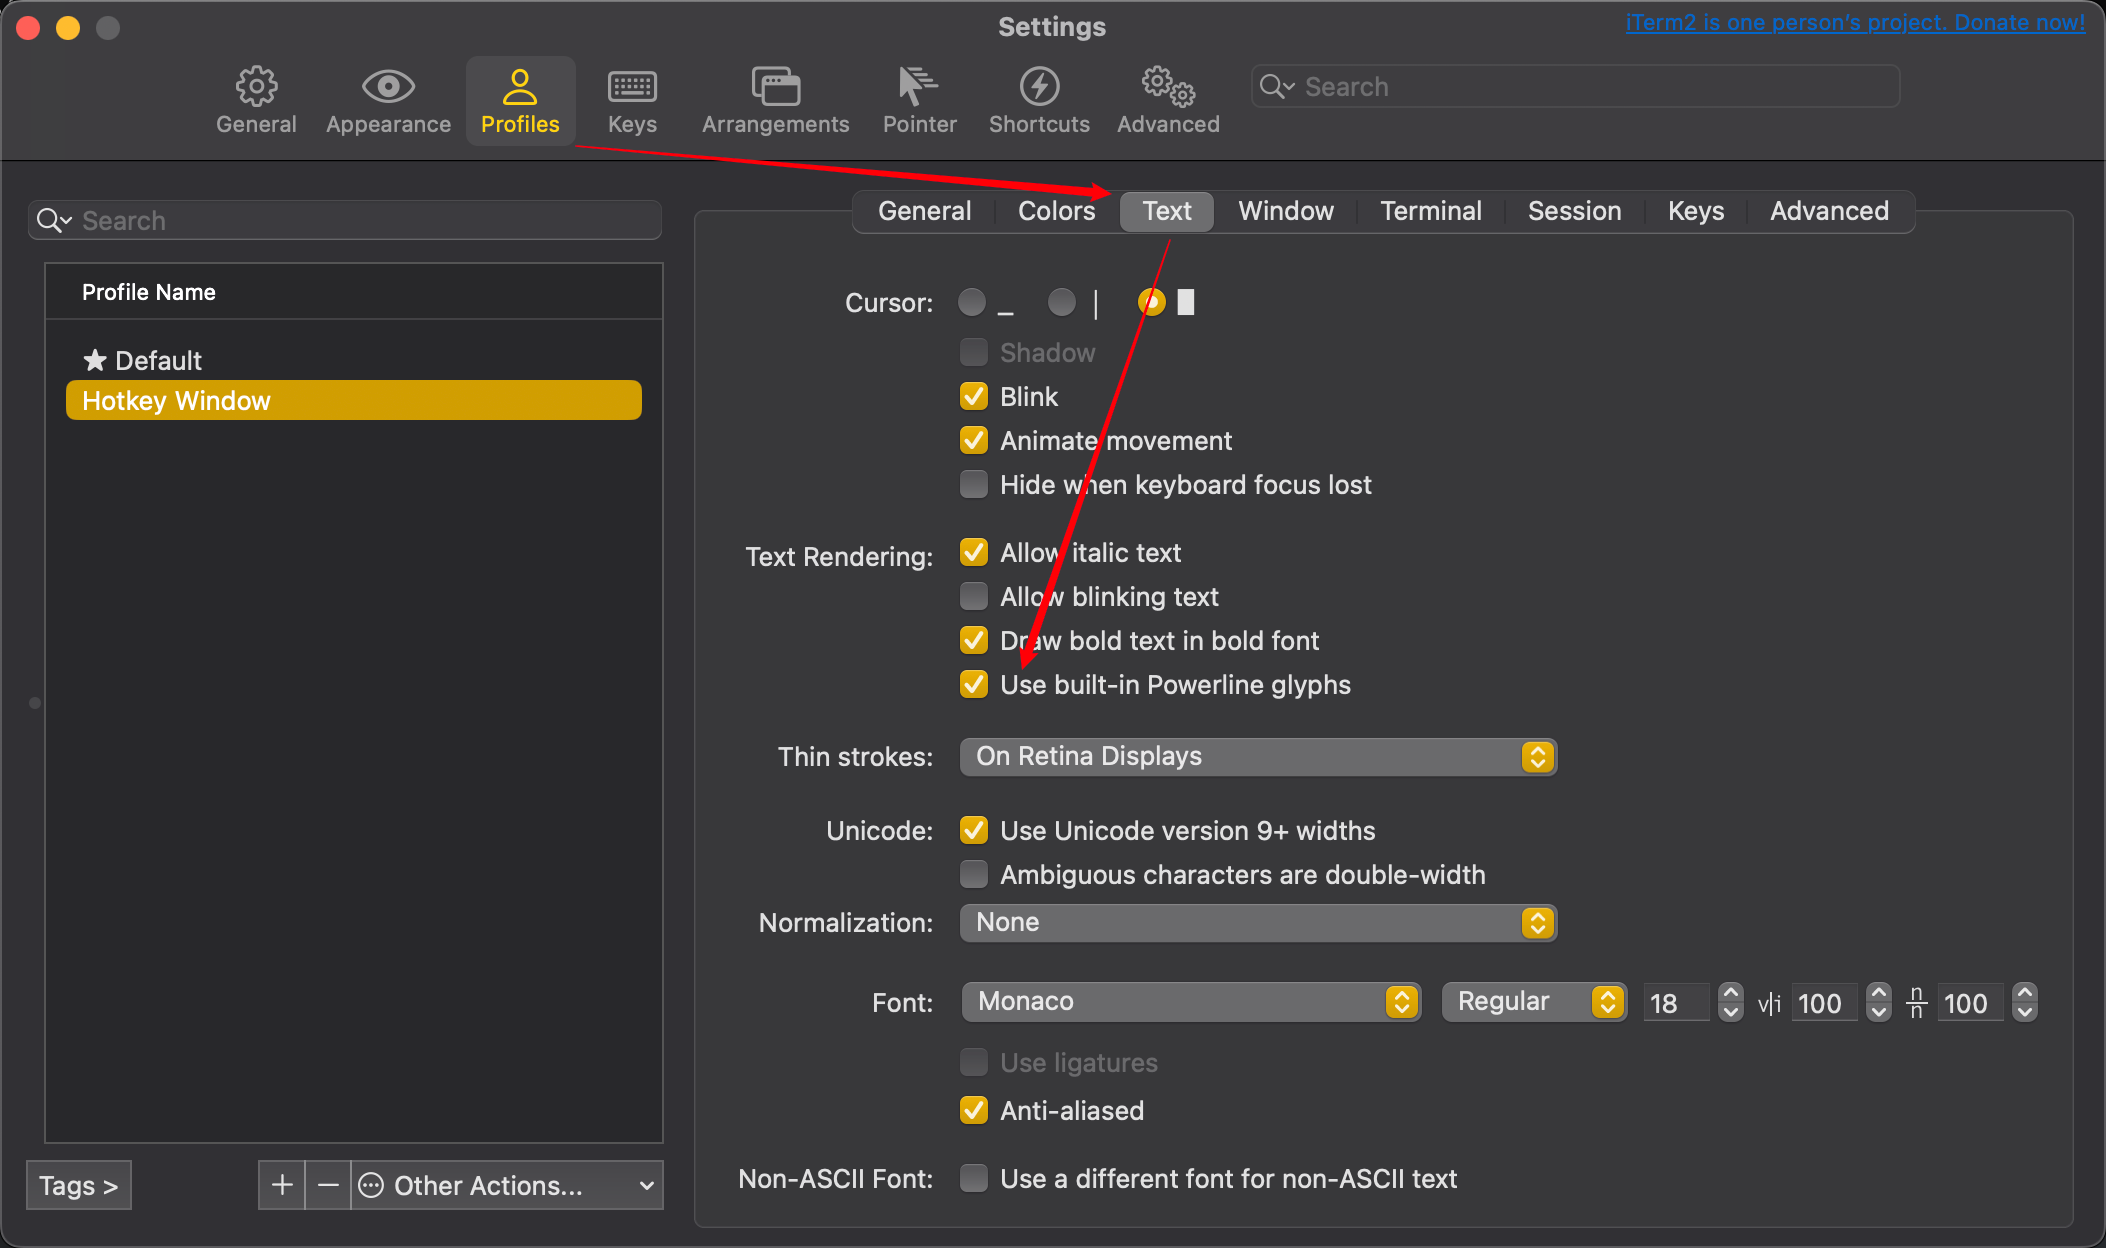 Settings
iTerm2 is one person's project. Donate now!
General
Appearance
Profiles
Keys
Arrangements
Pointer
Shortcuts
Advanced
Search
Search
Profile Name
★ Default
Hotkey Window
Tags >
+
−
Other Actions...
General
Colors
Text
Window
Terminal
Session
Keys
Advanced
Cursor: _ |
Shadow
Blink
Animate movement
Hide when keyboard focus lost
Text Rendering: Allow italic text
Allow blinking text
Draw bold text in bold font
Use built-in Powerline glyphs
Thin strokes: On Retina Displays
Unicode: Use Unicode version 9+ widths
Ambiguous characters are double-width
Normalization: None
Font: Monaco Regular 18 v|i 100 n/n 100
Use ligatures
Anti-aliased
Non-ASCII Font: Use a different font for non-ASCII text